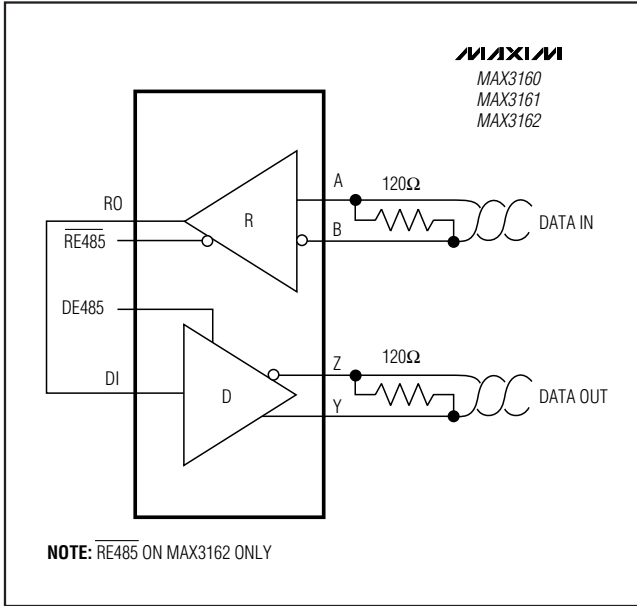 MAXIM
MAX3160
MAX3161
MAX3162
A
120Ω
RO
R
DATA IN
B
RE485
DE485
Z
120Ω
DI
D
DATA OUT
Y
NOTE: RE485 ON MAX3162 ONLY